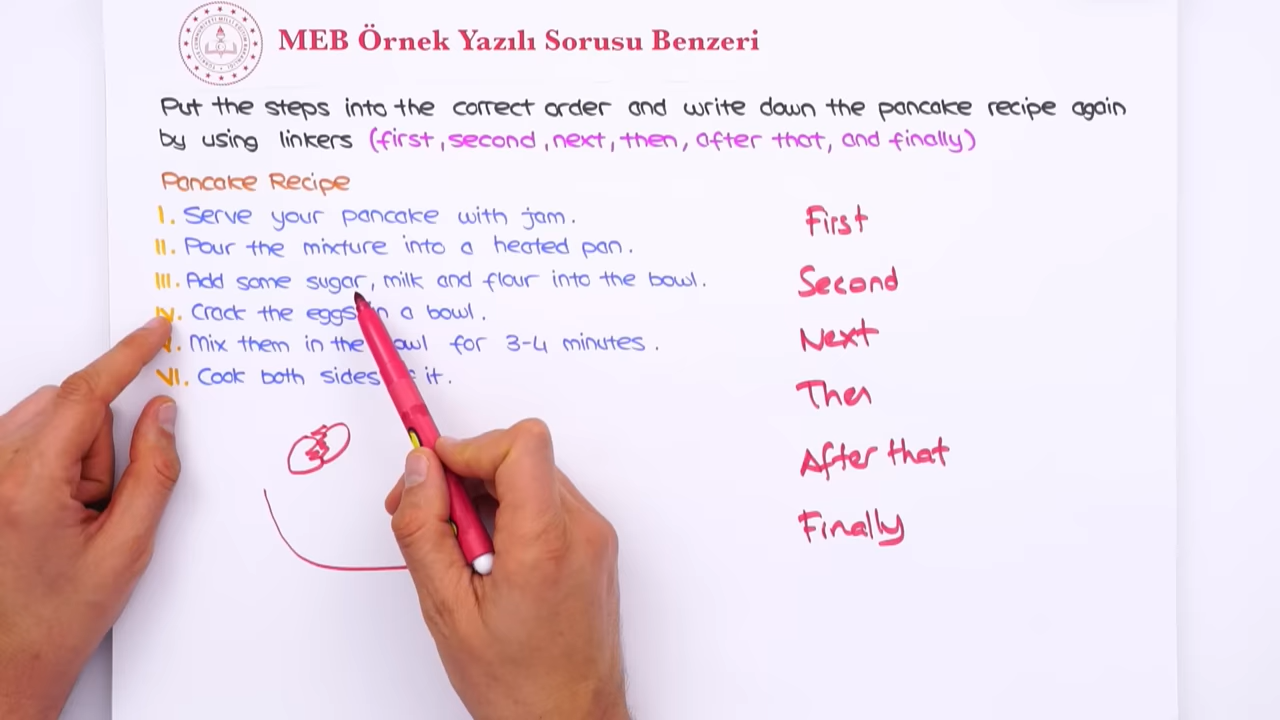 MEB Örnek Yazılı Sorusu Benzeri
Put the steps into the correct order and write down the pancake recipe again
by using linkers (first, second, next, then, after that, and finally)
Pancake Recipe
I. Serve your pancake with jam.
II. Pour the mixture into a heated pan.
III. Add some sugar, milk and flour into the bowl.
IV. Crack the eggs in a bowl.
V. Mix them in the bowl for 3-4 minutes.
VI. Cook both sides of it.
First
Second
Next
Then
After that
Finally